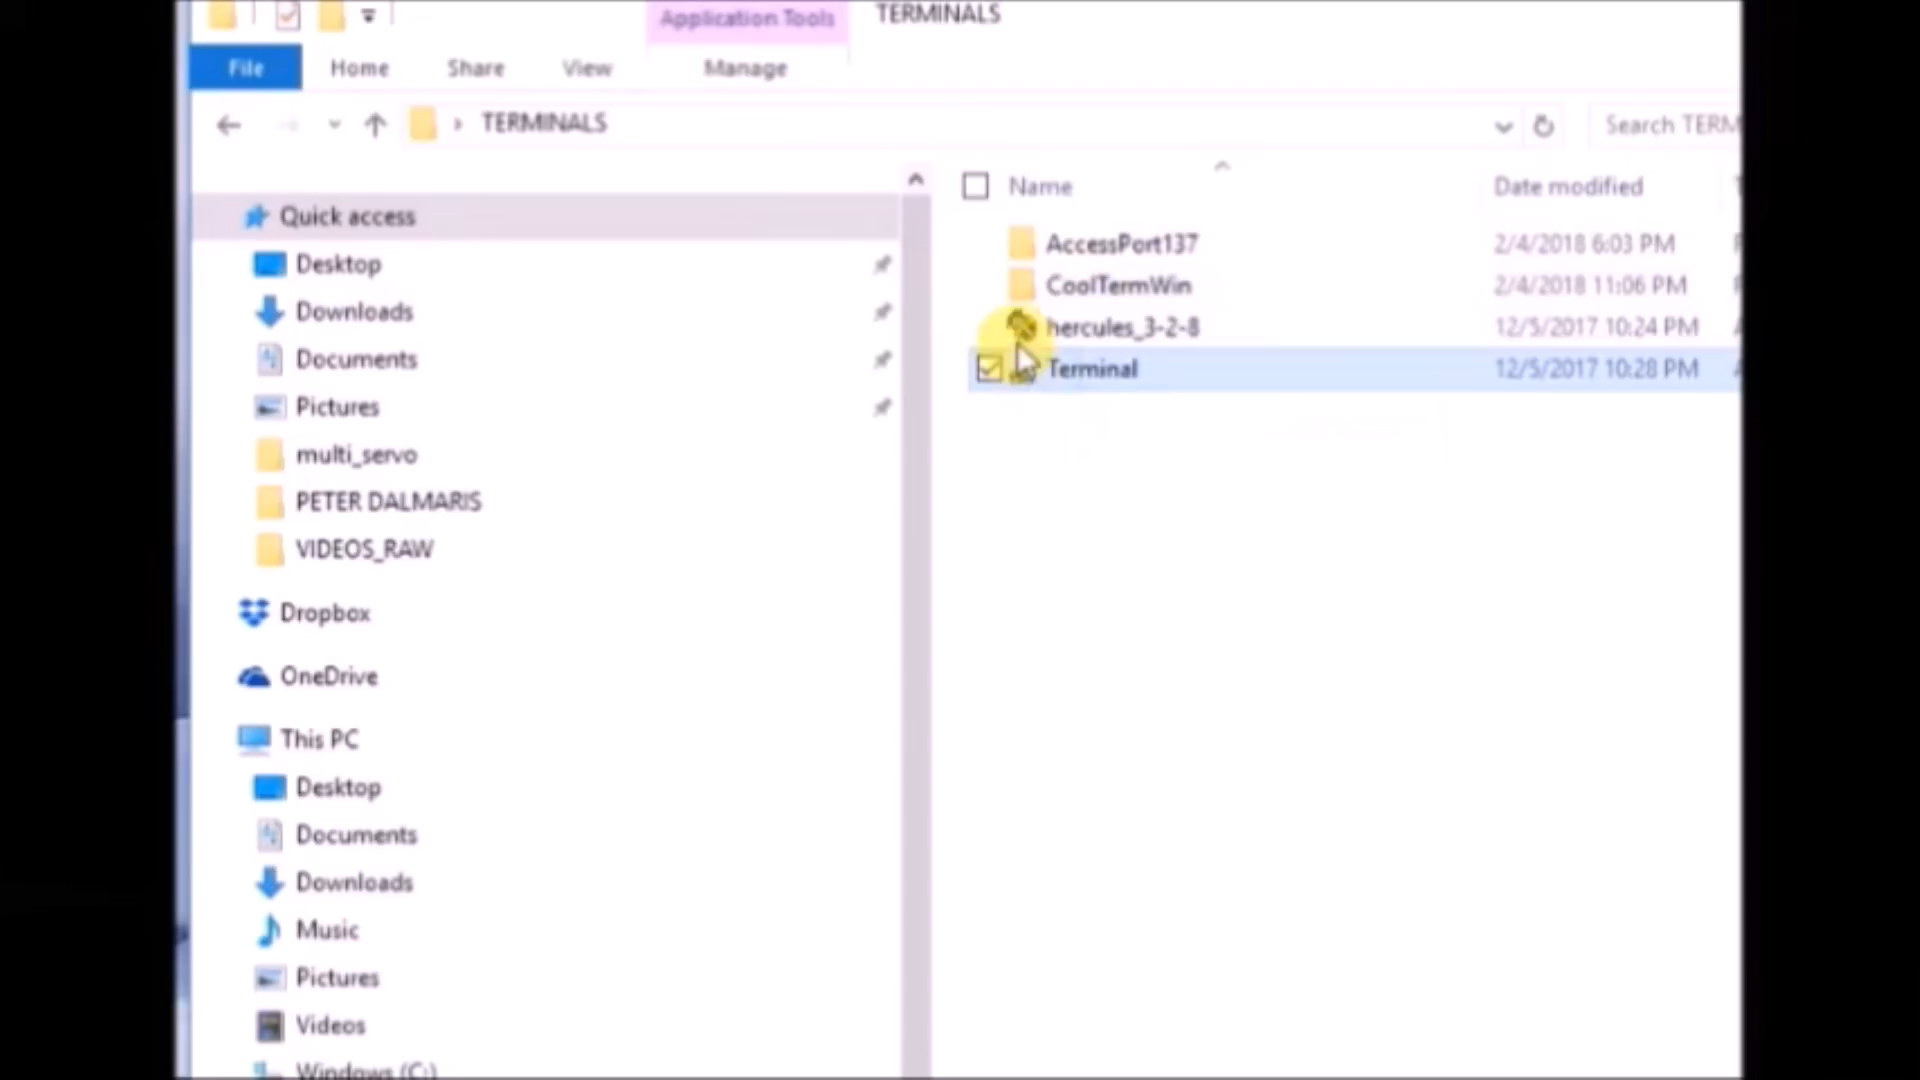 Application Tools
TERMINALS
File
Home
Share
View
Manage
TERMINALS
Search TERM
Quick access
Desktop
Downloads
Documents
Pictures
multi_servo
PETER DALMARIS
VIDEOS_RAW
Dropbox
OneDrive
This PC
Desktop
Documents
Downloads
Music
Pictures
Videos
Windows (C:)
Name
Date modified
AccessPort137
2/4/2018 6:03 PM
CoolTermWin
2/4/2018 11:06 PM
hercules_3-2-8
12/5/2017 10:24 PM
Terminal
12/5/2017 10:28 PM